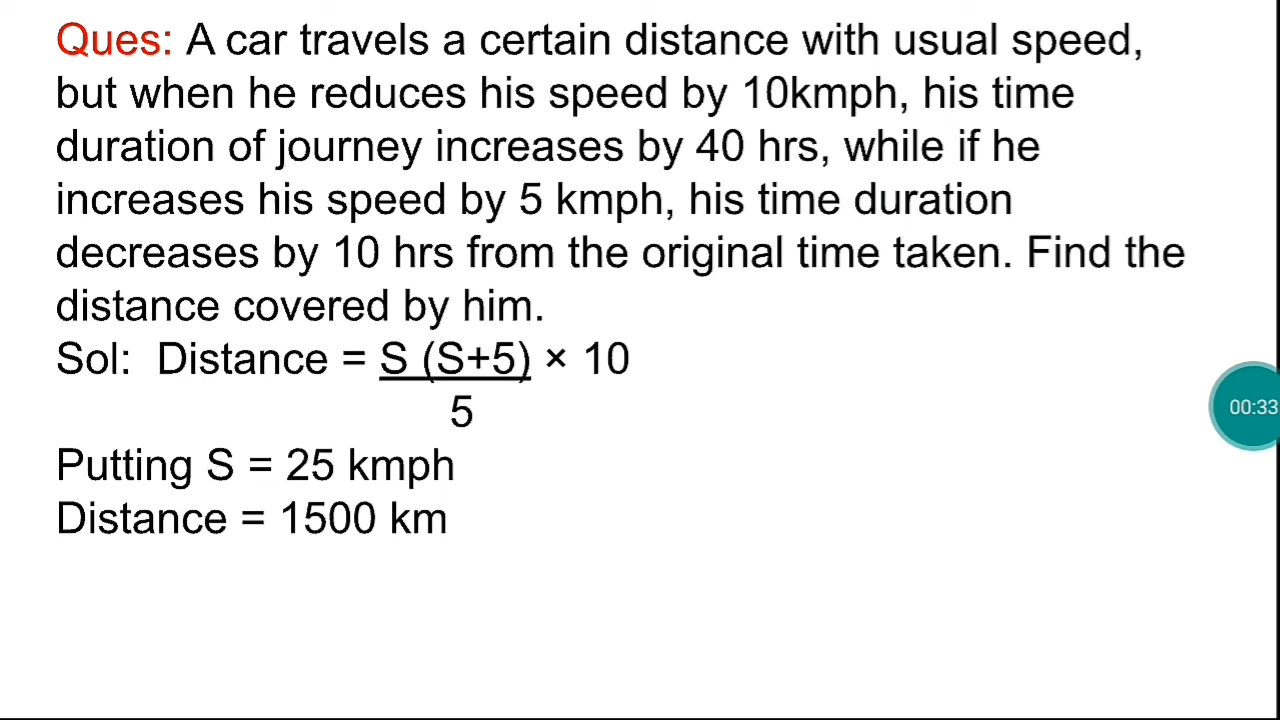 Ques: A car travels a certain distance with usual speed,
but when he reduces his speed by 10kmph, his time
duration of journey increases by 40 hrs, while if he
increases his speed by 5 kmph, his time duration
decreases by 10 hrs from the original time taken. Find the
distance covered by him.
Sol: Distance = S (S+5) × 10
5
Putting S = 25 kmph
Distance = 1500 km
00:33